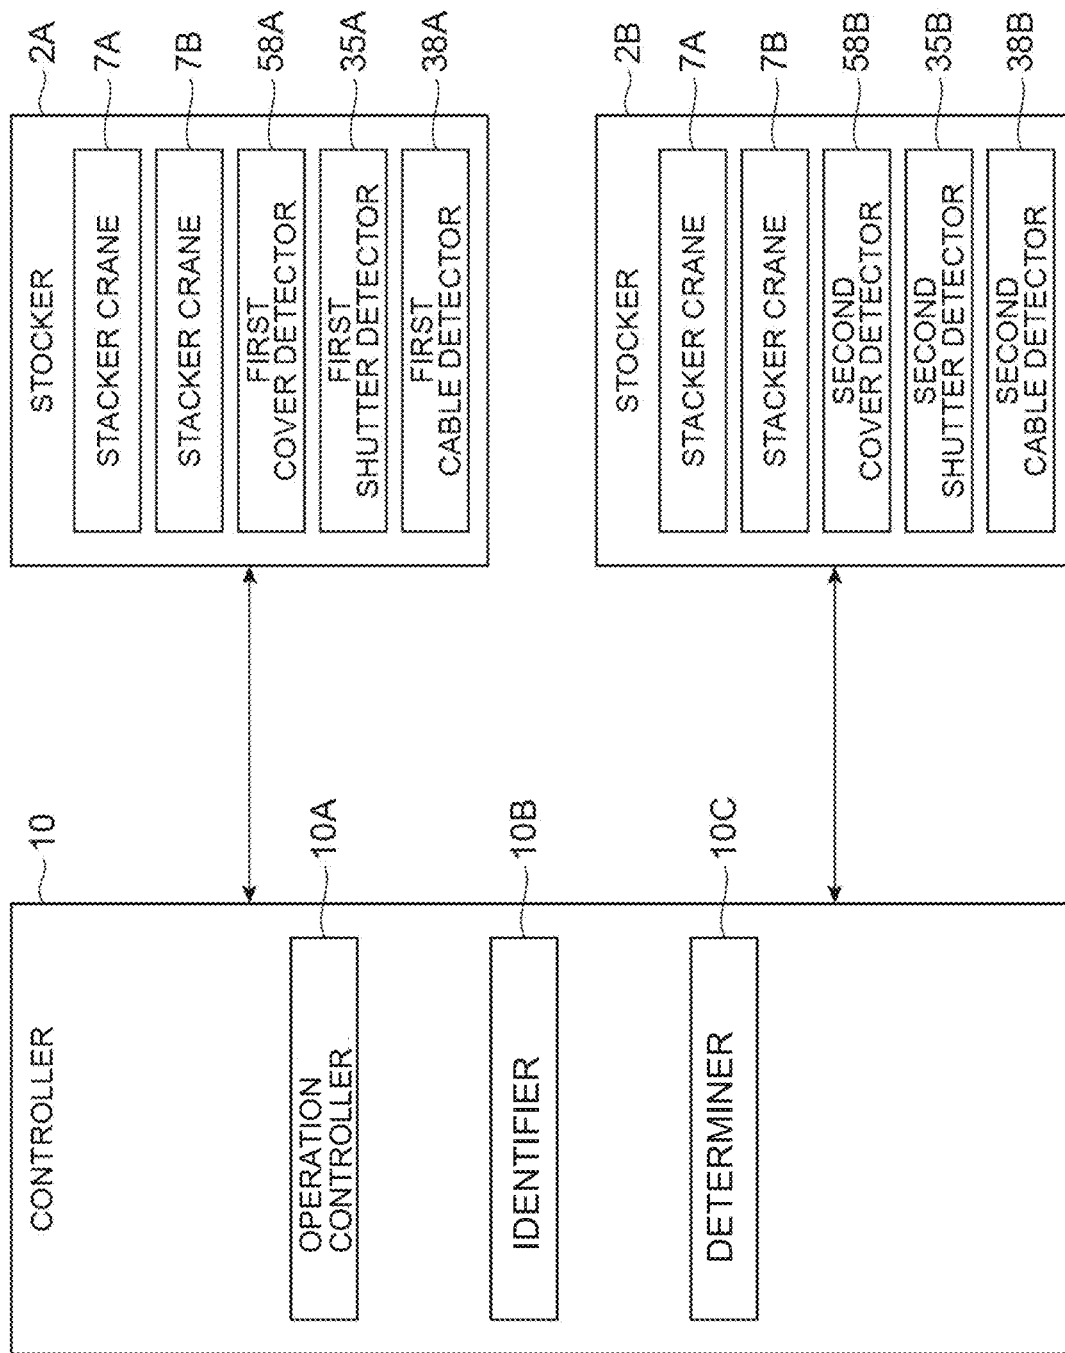 CONTROLLER
10
OPERATION
CONTROLLER
10A
IDENTIFIER
10B
DETERMINER
10C
STOCKER
2A
STACKER CRANE
7A
STACKER CRANE
7B
FIRST
COVER DETECTOR
58A
FIRST
SHUTTER DETECTOR
35A
FIRST
CABLE DETECTOR
38A
STOCKER
2B
STACKER CRANE
7A
STACKER CRANE
7B
SECOND
COVER DETECTOR
58B
SECOND
SHUTTER DETECTOR
35B
SECOND
CABLE DETECTOR
38B